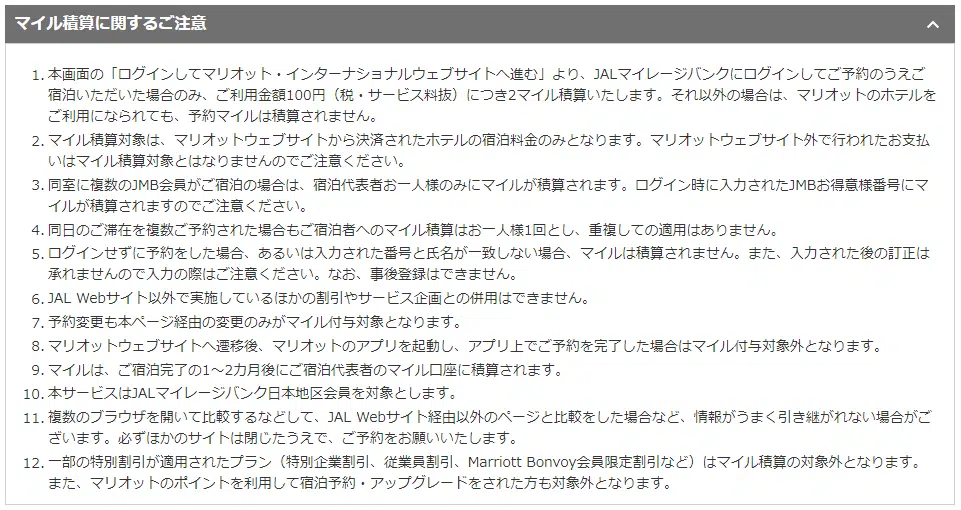 マイル積算に関するご注意
1. 本画面の「ログインしてマリオット・インターナショナルウェブサイトへ進む」より、JALマイレージバンクにログインしてご予約のうえご
宿泊いただいた場合のみ、ご利用金額100円（税・サービス料抜）につき2マイル積算いたします。それ以外の場合は、マリオットのホテルを
ご利用になられても、予約マイルは積算されません。
2. マイル積算対象は、マリオットウェブサイトから決済されたホテルの宿泊料金のみとなります。マリオットウェブサイト外で行われたお支払
いはマイル積算対象とはなりませんのでご注意ください。
3. 同室に複数のJMB会員がご宿泊の場合は、宿泊代表者お一人様のみにマイルが積算されます。ログイン時に入力されたJMBお得意様番号にマ
イルが積算されますのでご注意ください。
4. 同日のご滞在を複数ご予約された場合もご宿泊者へのマイル積算はお一人様1回とし、重複しての適用はありません。
5. ログインせずに予約をした場合、あるいは入力された番号と氏名が一致しない場合、マイルは積算されません。また、入力された後の訂正は
承れませんので入力の際はご注意ください。なお、事後登録はできません。
6. JAL Webサイト以外で実施しているほかの割引やサービス企画との併用はできません。
7. 予約変更も本ページ経由の変更のみがマイル付与対象となります。
8. マリオットウェブサイトへ遷移後、マリオットのアプリを起動し、アプリ上でご予約を完了した場合はマイル付与対象外となります。
9. マイルは、ご宿泊完了の1～2カ月後にご宿泊代表者のマイル口座に積算されます。
10. 本サービスはJALマイレージバンク日本地区会員を対象とします。
11. 複数のブラウザを開いて比較するなどして、JAL Webサイト経由以外のページと比較をした場合など、情報がうまく引き継がれない場合がご
ざいます。必ずほかのサイトは閉じたうえで、ご予約をお願いいたします。
12. 一部の特別割引が適用されたプラン（特別企業割引、従業員割引、Marriott Bonvoy会員限定割引など）はマイル積算の対象外となります。
また、マリオットのポイントを利用して宿泊予約・アップグレードをされた方も対象外となります。